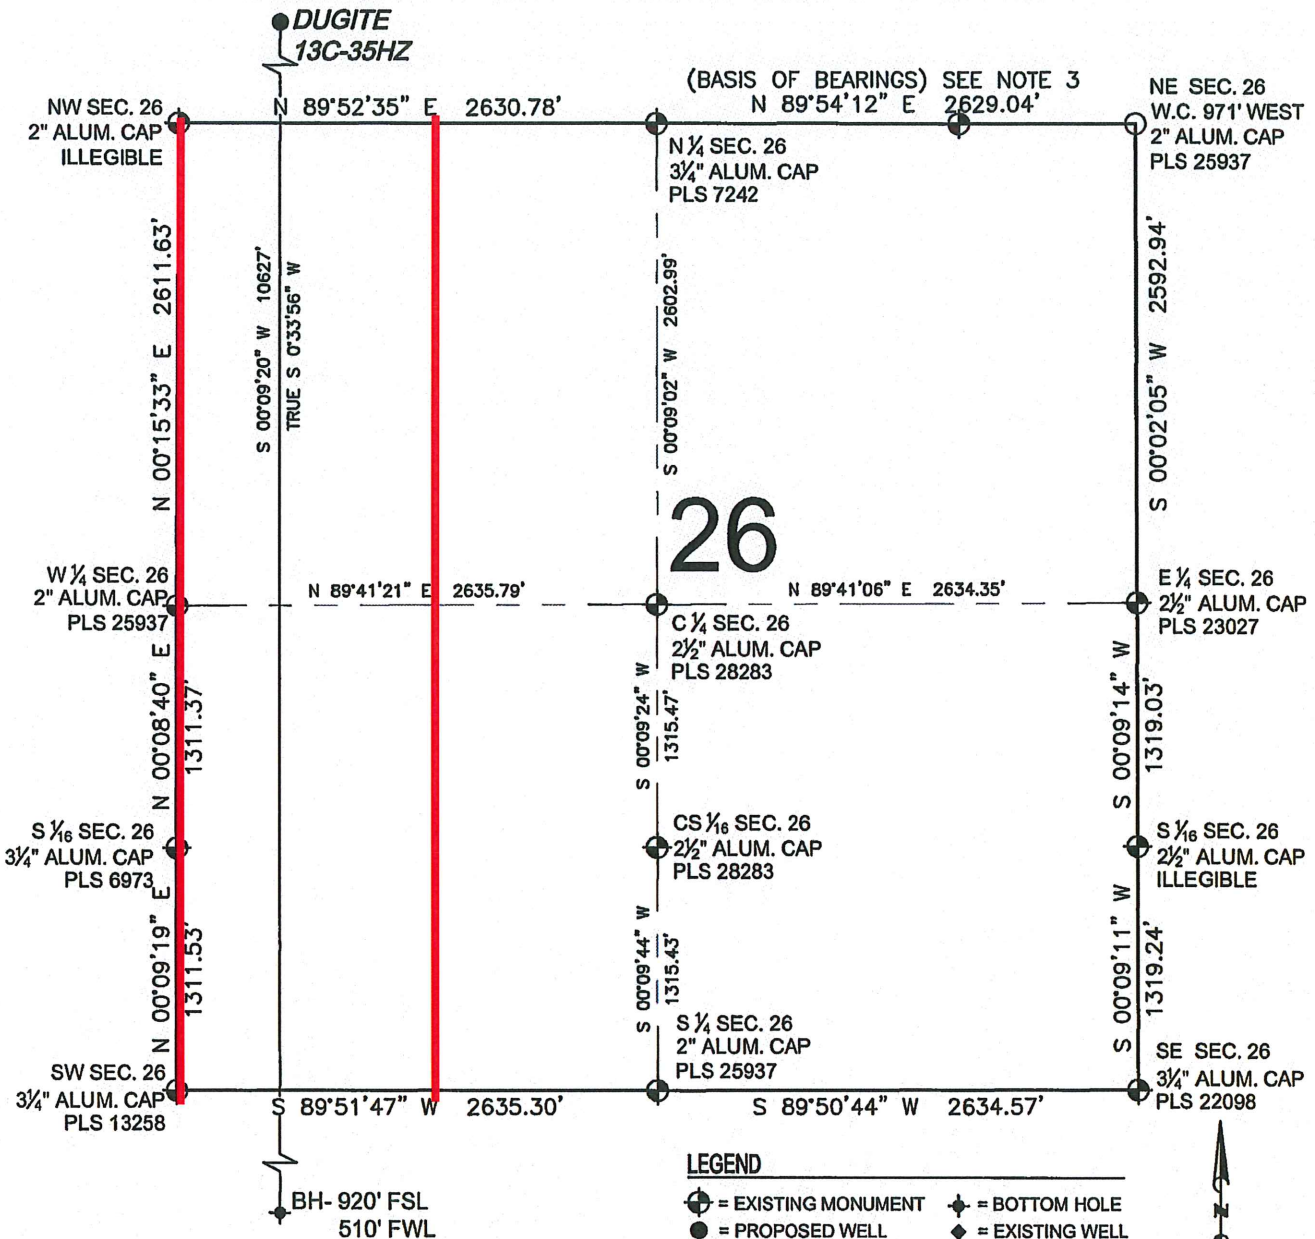 DUGITE
13C-35HZ
(BASIS OF BEARINGS) SEE NOTE 3
NW SEC. 26
2" ALUM. CAP
ILLEGIBLE
N 89°52'35" E 2630.78'
N 89°54'12" E 2629.04'
NE SEC. 26
W.C. 971' WEST
2" ALUM. CAP
PLS 25937
N ¼ SEC. 26
3¼" ALUM. CAP
PLS 7242
N 00°15'33" E 2611.63'
S 00°09'20" W 10627'
TRUE S 0°33'56" W
S 00°09'02" W 2602.99'
S 00°02'05" W 2592.94'
26
W ¼ SEC. 26
2" ALUM. CAP
PLS 25937
N 89°41'21" E 2635.79'
N 89°41'06" E 2634.35'
E ¼ SEC. 26
2½" ALUM. CAP
PLS 23027
C ¼ SEC. 26
2½" ALUM. CAP
PLS 28283
N 00°08'40" E
1311.37'
S 00°09'24" W
1315.47'
S 00°09'14" W
1319.03'
S 1⁄16 SEC. 26
3¼" ALUM. CAP
PLS 6973
CS 1⁄16 SEC. 26
2½" ALUM. CAP
PLS 28283
S 1⁄16 SEC. 26
2½" ALUM. CAP
ILLEGIBLE
N 00°09'19" E
1311.53'
S 00°09'44" W
1315.43'
S 00°09'11" W
1319.24'
S ¼ SEC. 26
2" ALUM. CAP
PLS 25937
SW SEC. 26
3¼" ALUM. CAP
PLS 13258
S 89°51'47" W 2635.30'
S 89°50'44" W 2634.57'
SE SEC. 26
3¼" ALUM. CAP
PLS 22098
BH- 920' FSL
510' FWL
LEGEND
= EXISTING MONUMENT
= BOTTOM HOLE
= PROPOSED WELL
= EXISTING WELL
N